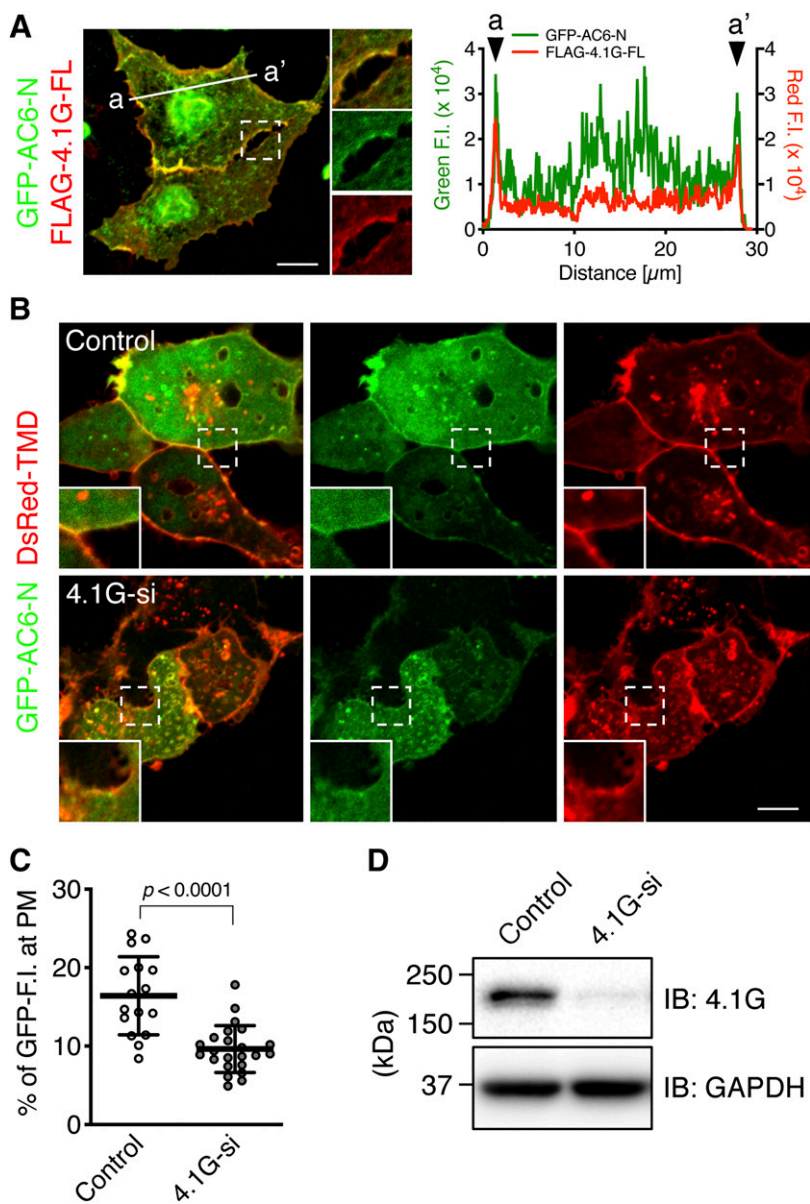 A
GFP-AC6-N
FLAG-4.1G-FL
a
a’
a
a’
GFP-AC6-N
FLAG-4.1G-FL
Green F.I. (x 10⁴)
4
3
2
1
0
4
3
2
1
0
Red F.I. (x 10⁴)
0
10
20
30
Distance [µm]
B
GFP-AC6-N DsRed-TMD
Control
4.1G-si
C
% of GFP-F.I. at PM
30
20
10
0
p < 0.0001
Control
4.1G-si
D
Control
4.1G-si
(kDa)
250
150
37
IB: 4.1G
IB: GAPDH